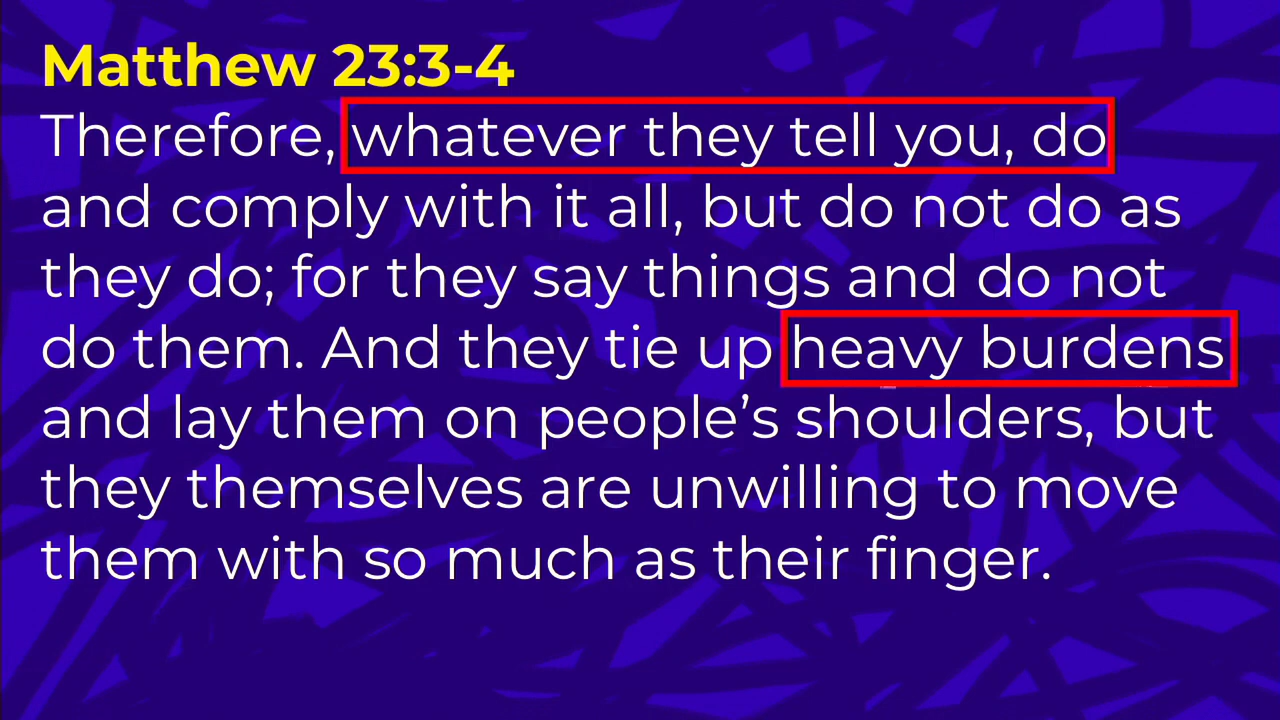 Matthew 23:3-4
Therefore, whatever they tell you, do
and comply with it all, but do not do as
they do; for they say things and do not
do them. And they tie up heavy burdens
and lay them on people’s shoulders, but
they themselves are unwilling to move
them with so much as their finger.